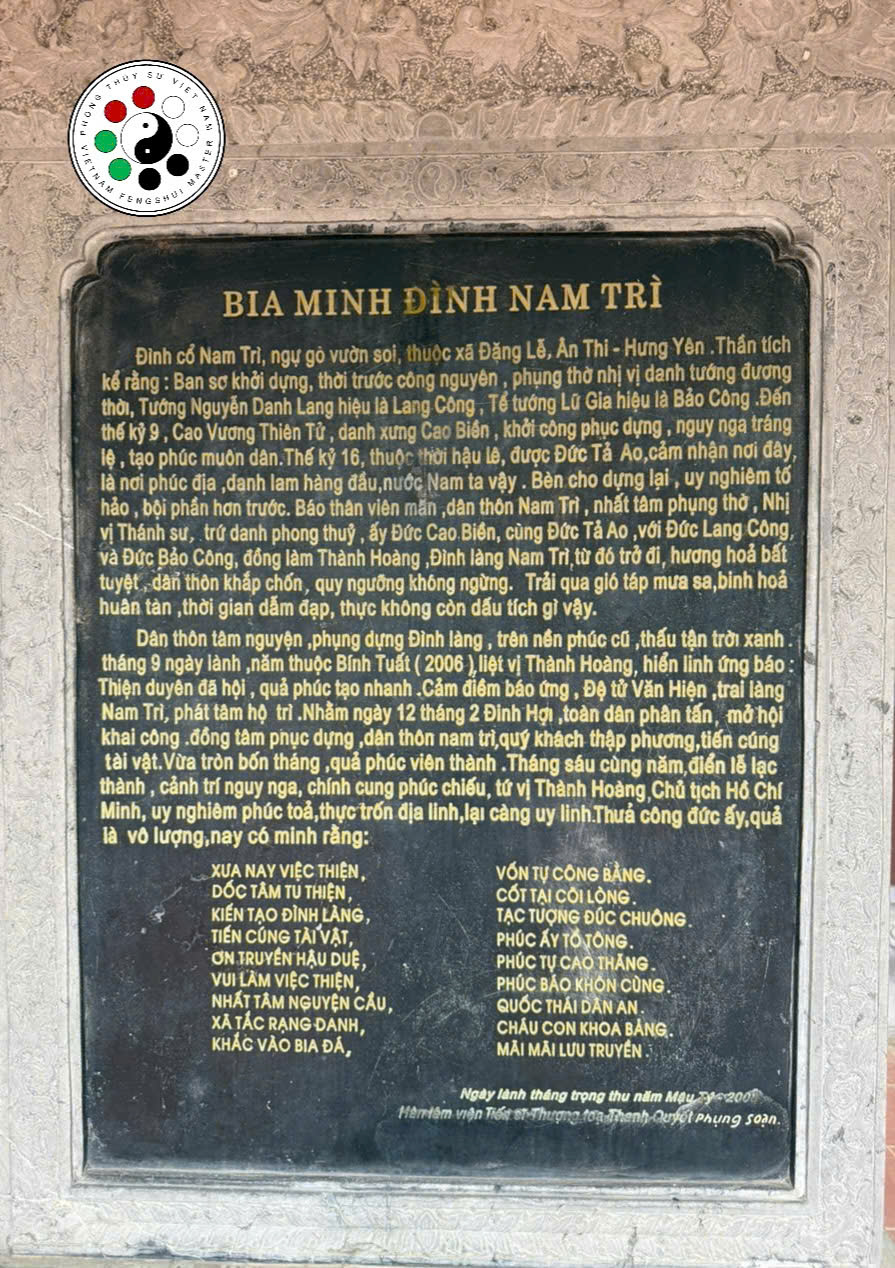 PHONG THỦY SƯ VIỆT NAM
VIETNAM FENGSHUI MASTER
BIA MINH ĐÌNH NAM TRÌ
Đình cổ Nam Trì, ngự gò vườn sọi, thuộc xã Đặng Lễ, Ân Thi - Hưng Yên .Thần tích
kể rằng : Ban sơ khởi dựng, thời trước công nguyên , phụng thờ nhị vị danh tướng đương
thời, Tướng Nguyễn Danh Lang hiệu là Lang Công , Tể tướng Lữ Gia hiệu là Bảo Công .Đến
thế kỷ 9 , Cao Vương Thiên Tử , danh xưng Cao Biền , khởi công phục dựng , nguy nga tráng
lệ , tạo phúc muôn dân.Thế kỷ 16, thuộc thời hậu lê, được Đức Tả Ao,cảm nhận nơi đây,
là nơi phúc địa ,danh lam hàng đầu,nước Nam ta vậy . Bèn cho dựng lại , uy nghiêm tố
hảo , bội phần hơn trước. Báo thân viên mãn ,dân thôn Nam Trì , nhất tâm phụng thờ , Nhị
vị Thánh sư, trứ danh phong thuỷ , ấy Đức Cao Biền, cùng Đức Tả Ao ,với Đức Lang Công,
và Đức Bảo Công, đồng làm Thành Hoàng ,Đình làng Nam Trì,từ đó trở đi, hương hoả bất
tuyệt , dân thôn khắp chốn, quy ngưỡng không ngừng. Trải qua gió táp mưa sa,binh hoả
huân tàn ,thời gian dẫm đạp, thực không còn dấu tích gì vậy.
Dân thôn tâm nguyện ,phụng dựng Đình làng , trên nền phúc cũ ,thấu tận trời xanh .
tháng 9 ngày lành ,năm thuộc Bính Tuất ( 2006 ),liệt vị Thành Hoàng, hiển linh ứng báo :
Thiện duyên đã hội , quả phúc tạo nhanh .Cảm điềm báo ứng , Đệ tử Văn Hiện ,trai làng
Nam Trì, phát tâm hộ trì .Nhằm ngày 12 tháng 2 Đinh Hợi ,toàn dân phân tấn, mở hội
khai công .đồng tâm phục dựng ,dân thôn nam trì,quý khách thập phương,tiến cúng
tài vật.Vừa tròn bốn tháng ,quả phúc viên thành .Tháng sáu cùng năm,điển lễ lạc
thành , cảnh trí nguy nga, chính cung phúc chiếu, tứ vị Thành Hoàng,Chủ tịch Hồ Chí
Minh, uy nghiêm phúc toả,thực trốn địa linh,lại càng uy linh.Thưả công đức ấy,quả
là vô lượng,nay có minh rằng:
XƯA NAY VIỆC THIỆN , VỐN TỰ CÔNG BẰNG .
DỐC TÂM TU THIỆN , CỐT TẠI CÕI LÒNG .
KIẾN TẠO ĐÌNH LÀNG , TẠC TƯỢNG ĐÚC CHUÔNG .
TIẾN CÚNG TÀI VẬT , PHÚC ẤY TỔ TÔNG .
ƠN TRUYỀN HẬU DUỆ , PHÚC TỰ CAO THĂNG .
VUI LÀM VIỆC THIỆN , PHÚC BÁO KHÔN CÙNG .
NHẤT TÂM NGUYỆN CẦU , QUỐC THÁI DÂN AN .
XÃ TẮC RẠNG DANH , CHÁU CON KHOA BẢNG .
KHẮC VÀO BIA ĐÁ , MÃI MÃI LƯU TRUYỀN .
Ngày lành tháng trọng thu năm Mậu Tý -
Hàn lâm viện Tiến sĩ Thượng toạ Thanh Quyết Phụng soạn.